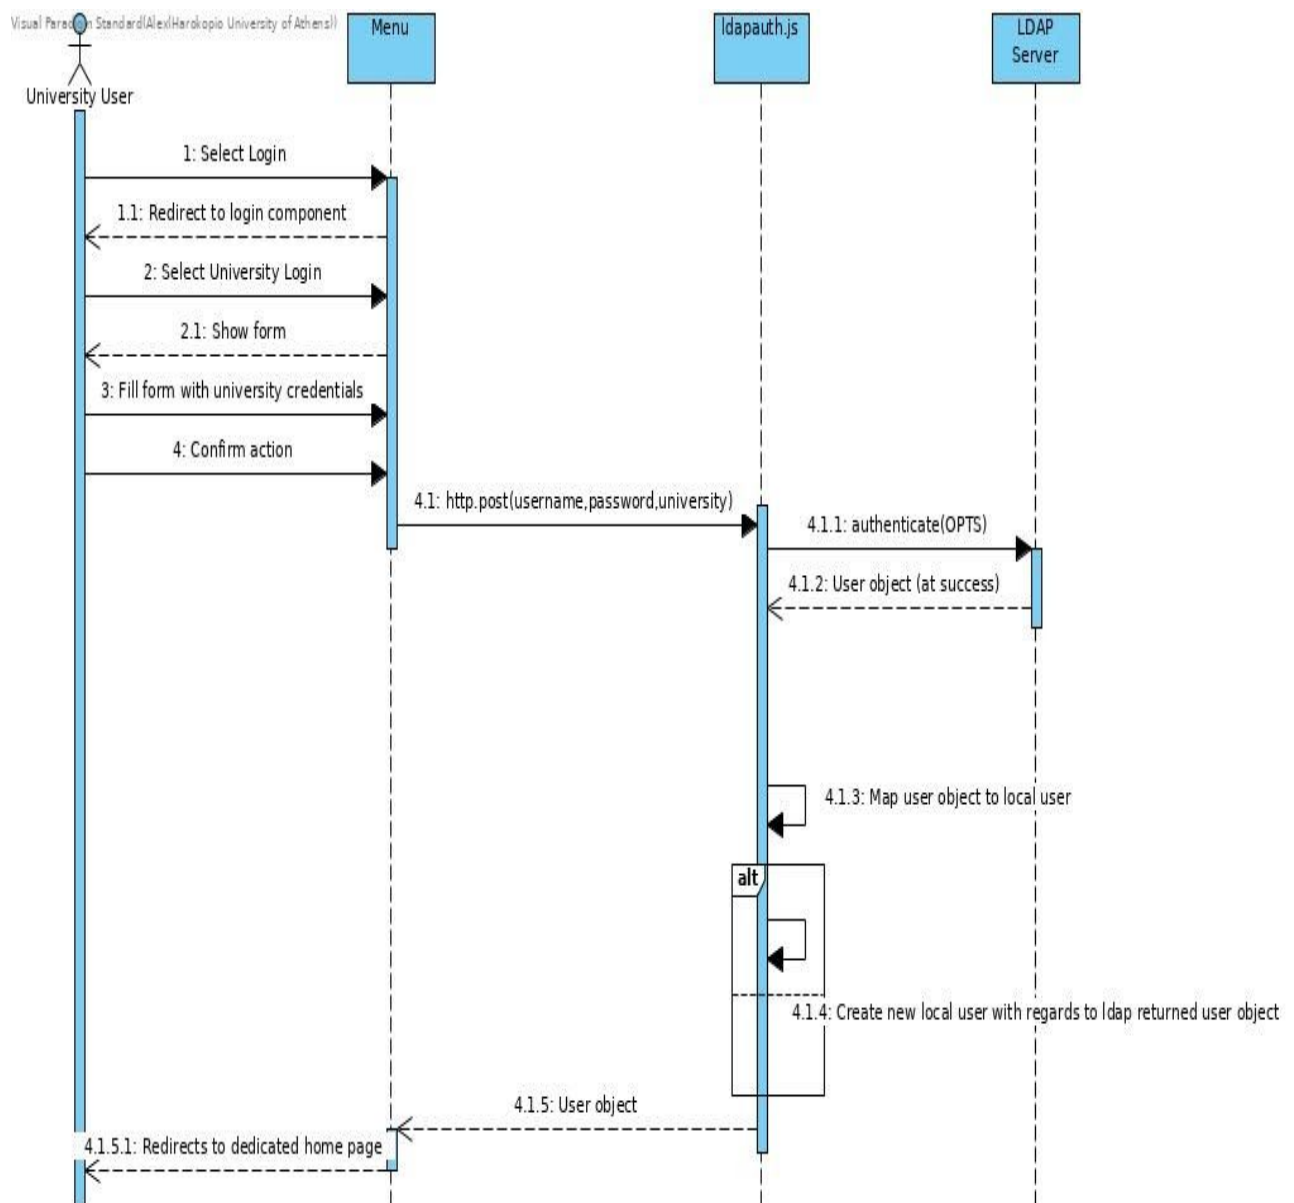 Visual Paradigm Standard(Alex(Harokopio University of Athens))
Menu
ldapauth.js
LDAP
Server
University User
1: Select Login
1.1: Redirect to login component
2: Select University Login
2.1: Show form
3: Fill form with university credentials
4: Confirm action
4.1: http.post(username,password,university)
4.1.1: authenticate(OPTS)
4.1.2: User object (at success)
4.1.3: Map user object to local user
alt
4.1.4: Create new local user with regards to ldap returned user object
4.1.5: User object
4.1.5.1: Redirects to dedicated home page